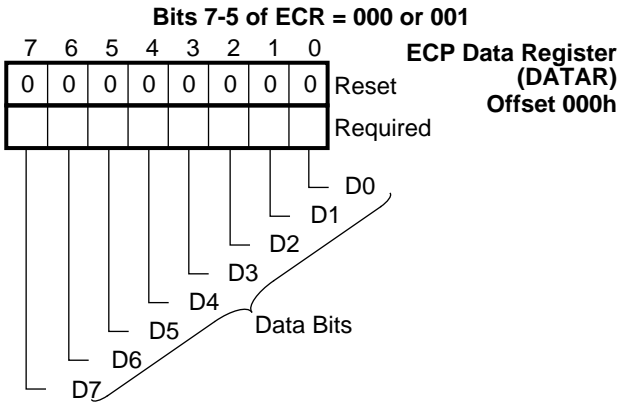 Bits 7-5 of ECR = 000 or 001
7 6 5 4 3 2 1 0
ECP Data Register
(DATAR)
Offset 000h
0 0 0 0 0 0 0 0 Reset
Required
D0
D1
D2
D3
D4
D5
D6
D7
Data Bits